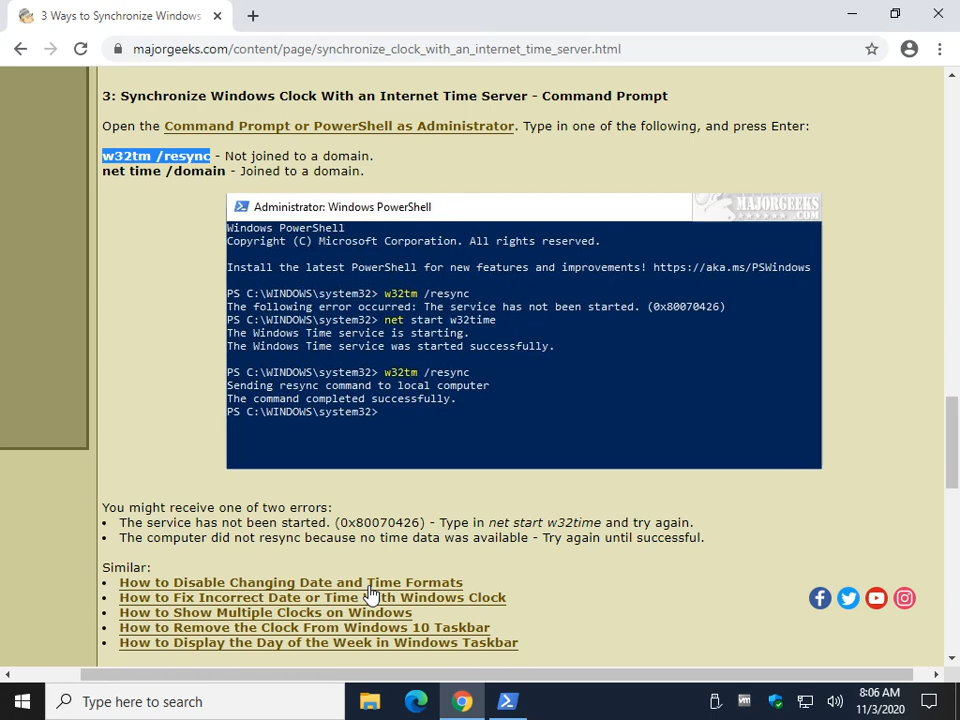 3 Ways to Synchronize Windows
majorgeeks.com/content/page/synchronize_clock_with_an_internet_time_server.html
3: Synchronize Windows Clock With an Internet Time Server - Command Prompt
Open the Command Prompt or PowerShell as Administrator. Type in one of the following, and press Enter:
w32tm /resync - Not joined to a domain.
net time /domain - Joined to a domain.
Administrator: Windows PowerShell
MAJORGEEKS
.COM
Windows PowerShell
Copyright (C) Microsoft Corporation. All rights reserved.
Install the latest PowerShell for new features and improvements! https://aka.ms/PSWindows
PS C:\WINDOWS\system32> w32tm /resync
The following error occurred: The service has not been started. (0x80070426)
PS C:\WINDOWS\system32> net start w32time
The Windows Time service is starting.
The Windows Time service was started successfully.
PS C:\WINDOWS\system32> w32tm /resync
Sending resync command to local computer
The command completed successfully.
PS C:\WINDOWS\system32>
You might receive one of two errors:
• The service has not been started. (0x80070426) - Type in net start w32time and try again.
• The computer did not resync because no time data was available - Try again until successful.
Similar:
• How to Disable Changing Date and Time Formats
• How to Fix Incorrect Date or Time With Windows Clock
• How to Show Multiple Clocks on Windows
• How to Remove the Clock From Windows 10 Taskbar
• How to Display the Day of the Week in Windows Taskbar
Type here to search
vm
8:06 AM
11/3/2020